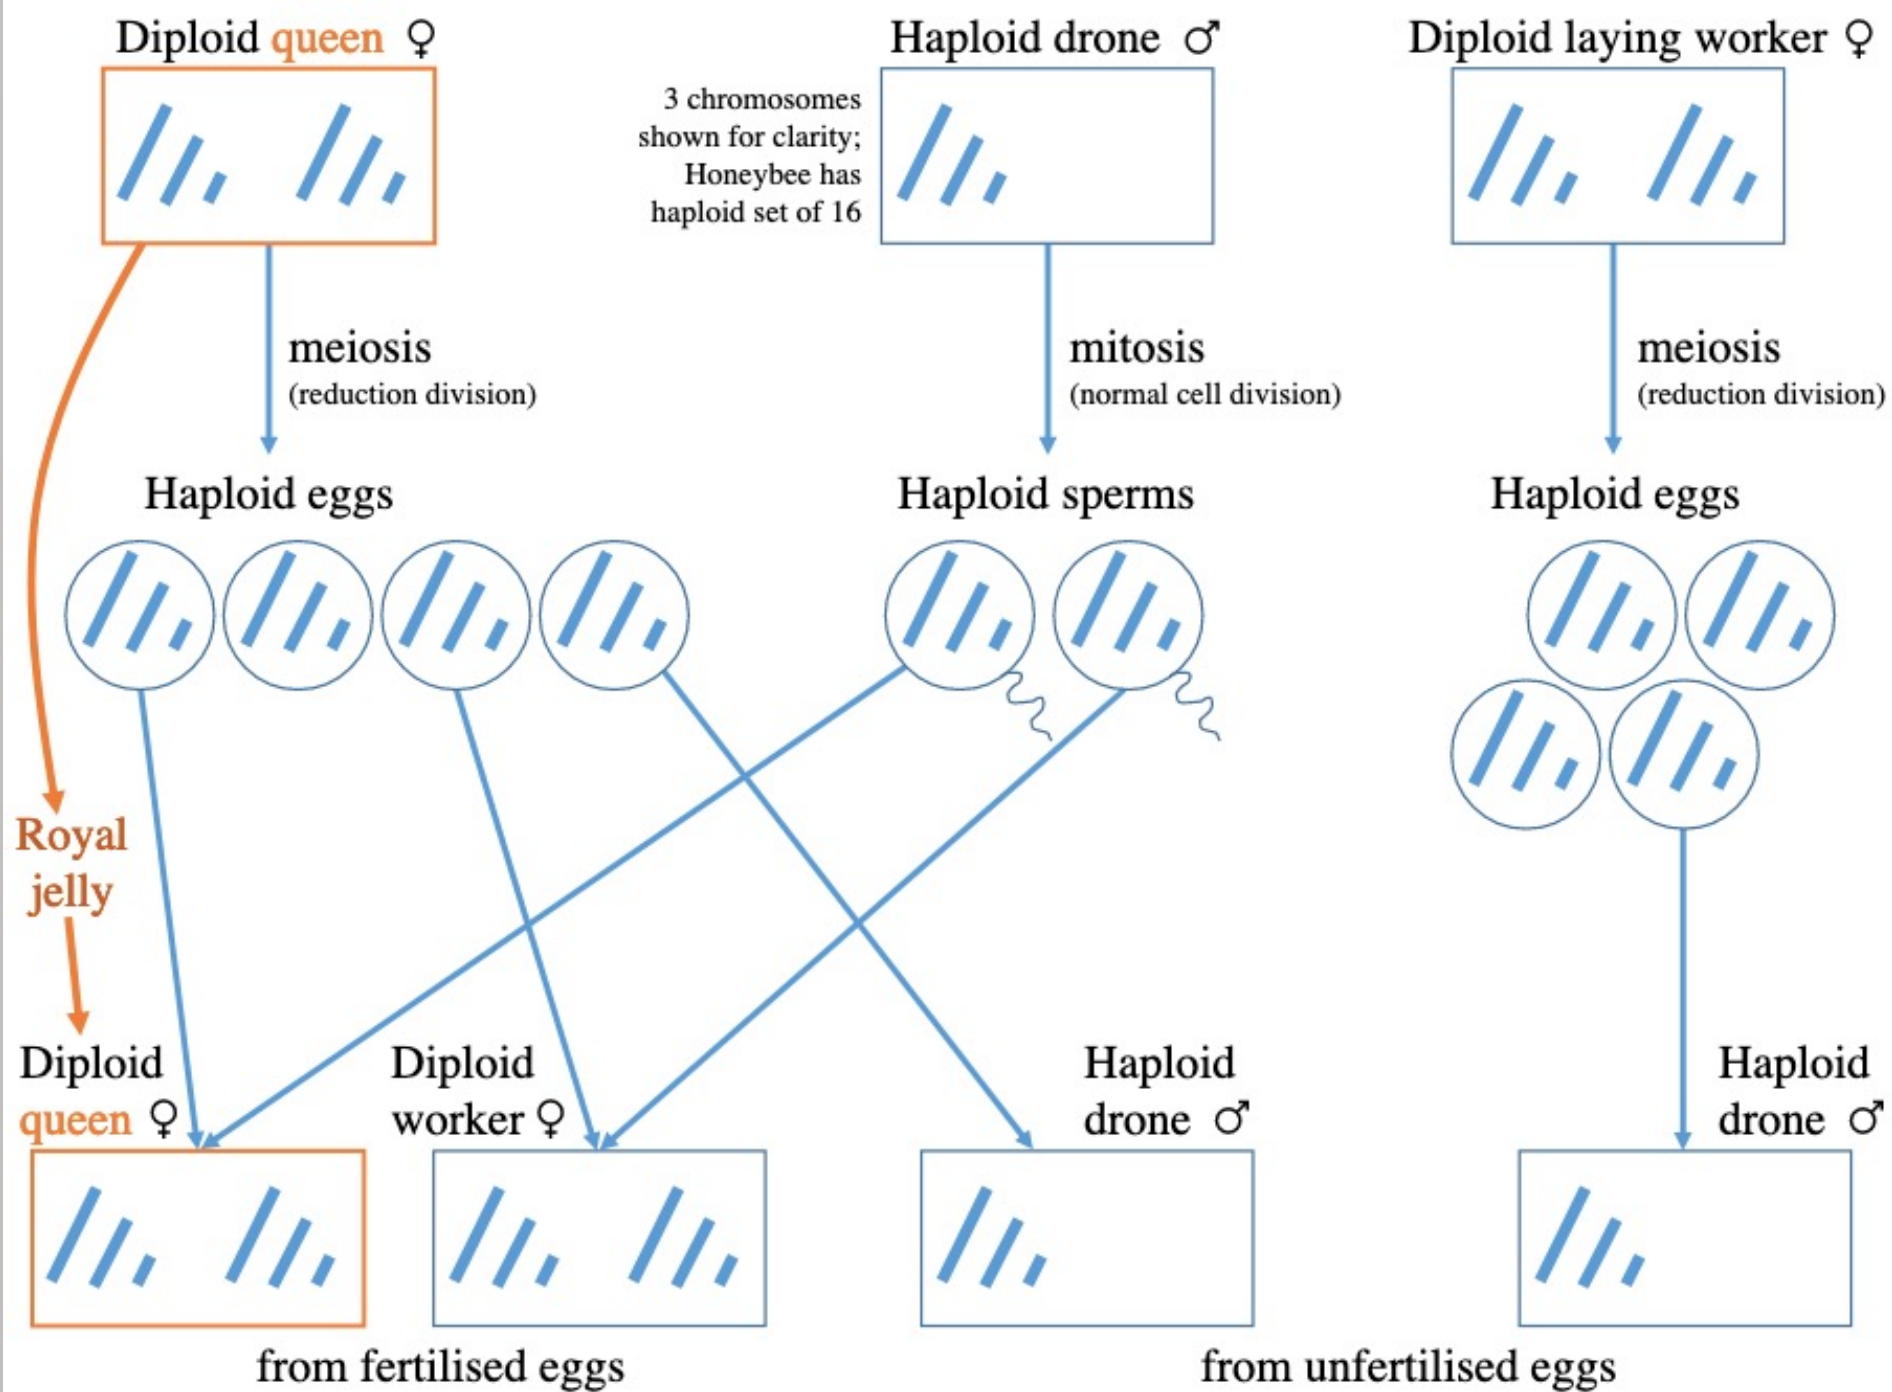 Diploid queen ♀
Haploid drone ♂
Diploid laying worker ♀
3 chromosomes
shown for clarity;
Honeybee has
haploid set of 16
meiosis
(reduction division)
mitosis
(normal cell division)
meiosis
(reduction division)
Haploid eggs
Haploid sperms
Haploid eggs
Royal
jelly
Diploid
queen ♀
Diploid
worker ♀
Haploid
drone ♂
Haploid
drone ♂
from fertilised eggs
from unfertilised eggs